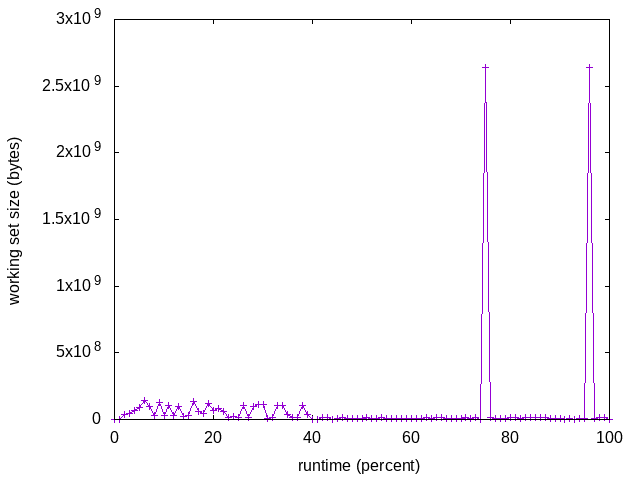 3x10^9
2.5x10^9
2x10^9
1.5x10^9
1x10^9
5x10^8
0
working set size (bytes)
0 20 40 60 80 100
runtime (percent)